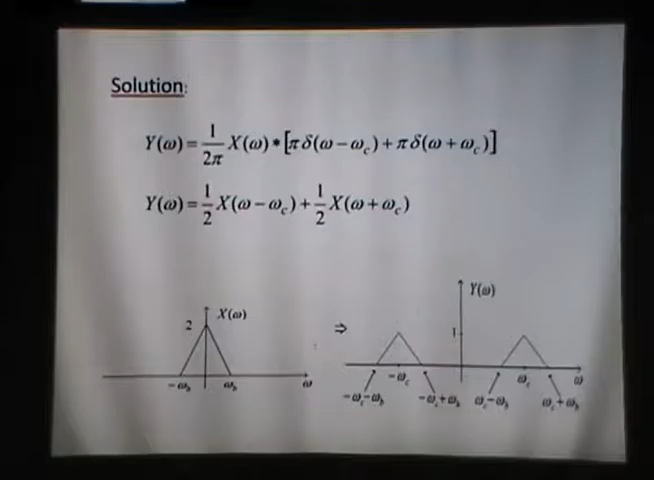 Solution:
Y(ω) = 1/2π X(ω) * [πδ(ω − ω_c) + πδ(ω + ω_c)]
Y(ω) = 1/2 X(ω − ω_c) + 1/2 X(ω + ω_c)
2 X(ω) ⇒ Y(ω)
1
−ω_b ω_b ω −ω_c ω_c ω
−ω_c−ω_b −ω_c+ω_b ω_c−ω_b ω_c+ω_b